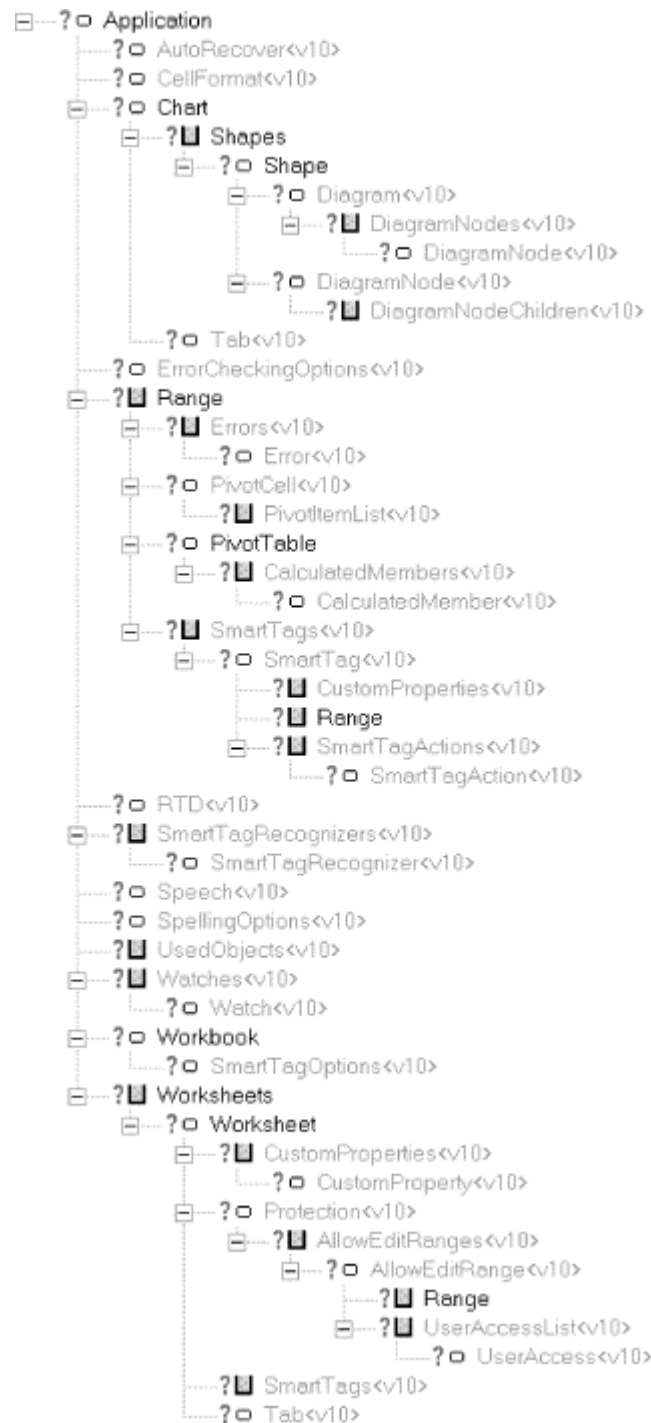 ? Application
? AutoRecover<v10>
? CellFormat<v10>
? Chart
? Shapes
? Shape
? Diagram<v10>
? DiagramNodes<v10>
? DiagramNode<v10>
? DiagramNode<v10>
? DiagramNodeChildren<v10>
? Tab<v10>
? ErrorCheckingOptions<v10>
? Range
? Errors<v10>
? Error<v10>
? PivotCell<v10>
? PivotItemList<v10>
? PivotTable
? CalculatedMembers<v10>
? CalculatedMember<v10>
? SmartTags<v10>
? SmartTag<v10>
? CustomProperties<v10>
? Range
? SmartTagActions<v10>
? SmartTagAction<v10>
? RTD<v10>
? SmartTagRecognizers<v10>
? SmartTagRecognizer<v10>
? Speech<v10>
? SpellingOptions<v10>
? UsedObjects<v10>
? Watches<v10>
? Watch<v10>
? Workbook
? SmartTagOptions<v10>
? Worksheets
? Worksheet
? CustomProperties<v10>
? CustomProperty<v10>
? Protection<v10>
? AllowEditRanges<v10>
? AllowEditRange<v10>
? Range
? UserAccessList<v10>
? UserAccess<v10>
? SmartTags<v10>
? Tab<v10>